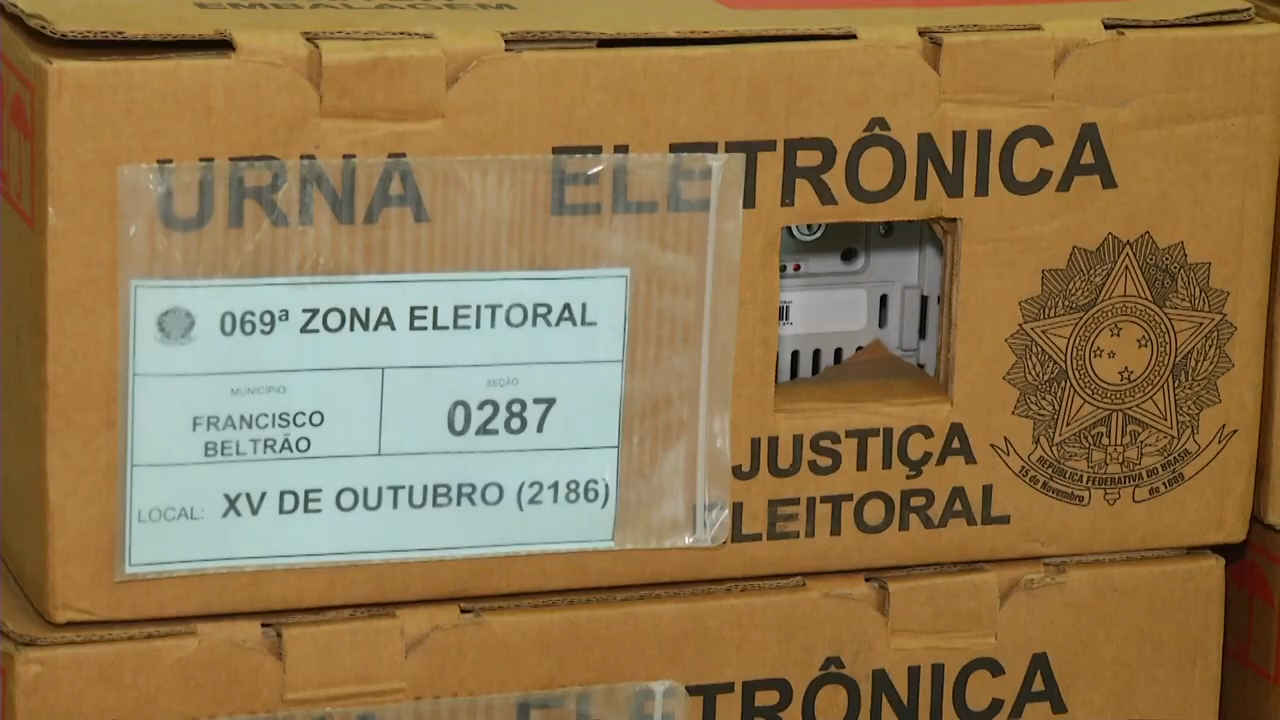 EMBALAGEM
URNA ELETRÔNICA
069ª ZONA ELEITORAL
MUNICÍPIO
FRANCISCO
BELTRÃO
SEÇÃO
0287
LOCAL: XV DE OUTUBRO (2186)
JUSTIÇA
ELEITORAL
REPÚBLICA FEDERATIVA DO BRASIL
15 de Novembro
de 1889
ELETRÔNICA